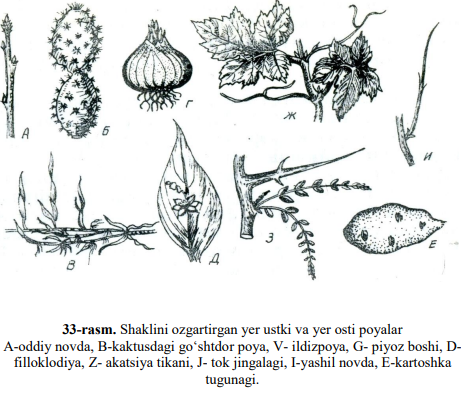 А
Б
Г
Ж
И
В
Д
З
Е
33-rasm. Shaklini ozgartirgan yer ustki va yer osti poyalar
A-oddiy novda, B-kaktusdagi go‘shtdor poya, V- ildizpoya, G- piyoz boshi, D-
filloklodiya, Z- akatsiya tikani, J- tok jingalagi, I-yashil novda, E-kartoshka
tugunagi.